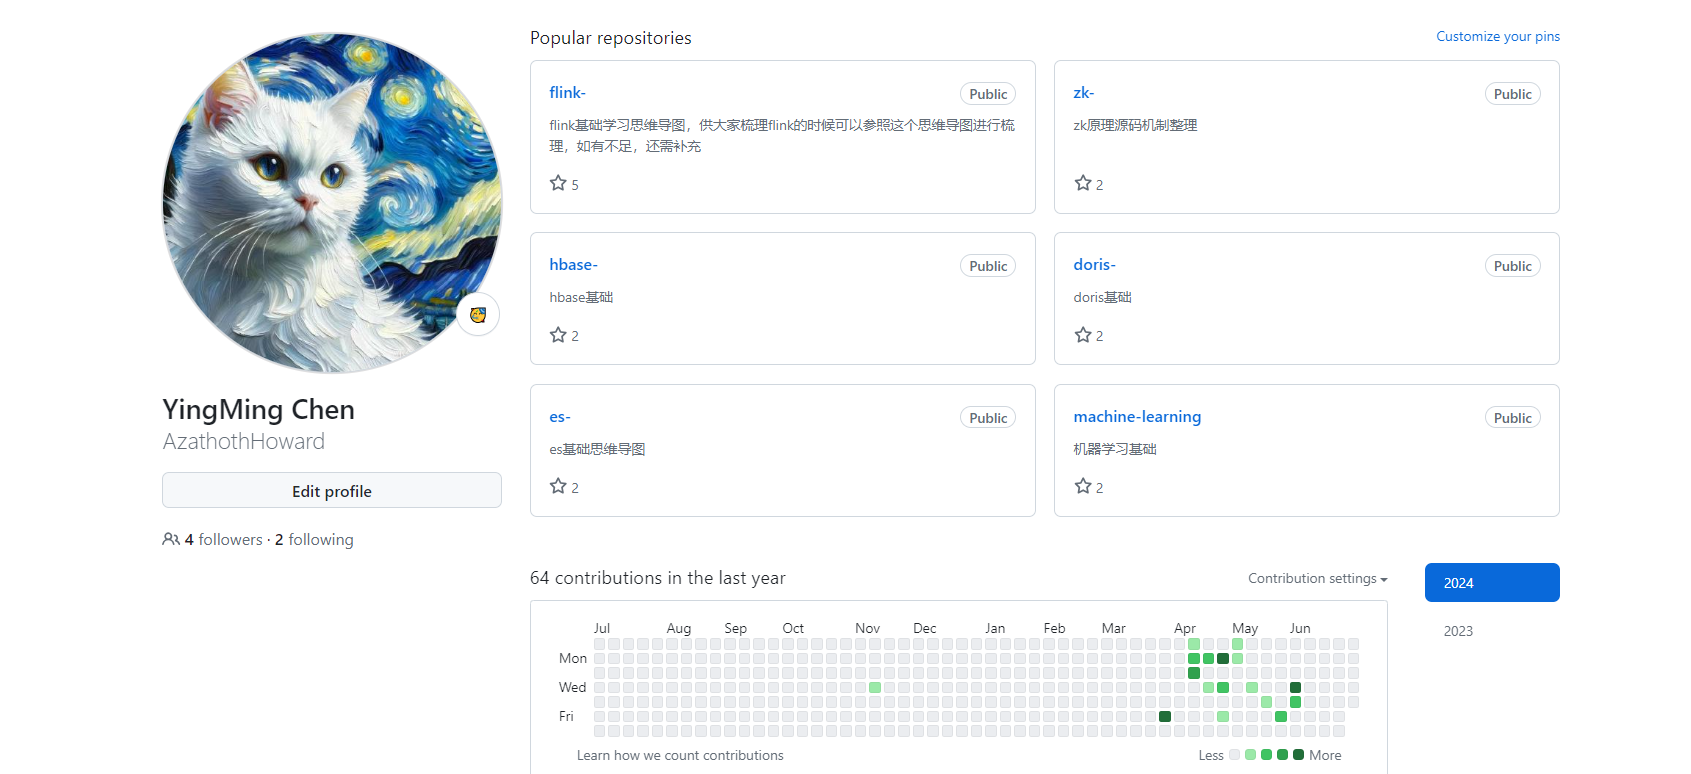 YingMing Chen
AzathothHoward
Edit profile
4 followers · 2 following
Popular repositories
Customize your pins
flink-
Public
flink基础学习思维导图，供大家梳理flink的时候可以参照这个思维导图进行梳
理，如有不足，还需补充
5
zk-
Public
zk原理源码机制整理
2
hbase-
Public
hbase基础
2
doris-
Public
doris基础
2
es-
Public
es基础思维导图
2
machine-learning
Public
机器学习基础
2
64 contributions in the last year
Contribution settings
2024
2023
Jul Aug Sep Oct Nov Dec Jan Feb Mar Apr May Jun
Mon
Wed
Fri
Learn how we count contributions
Less More